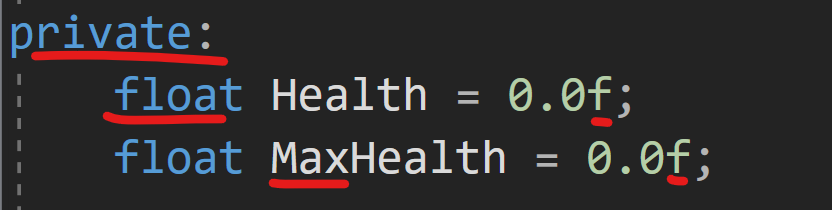 private:
float Health = 0.0f;
float MaxHealth = 0.0f;